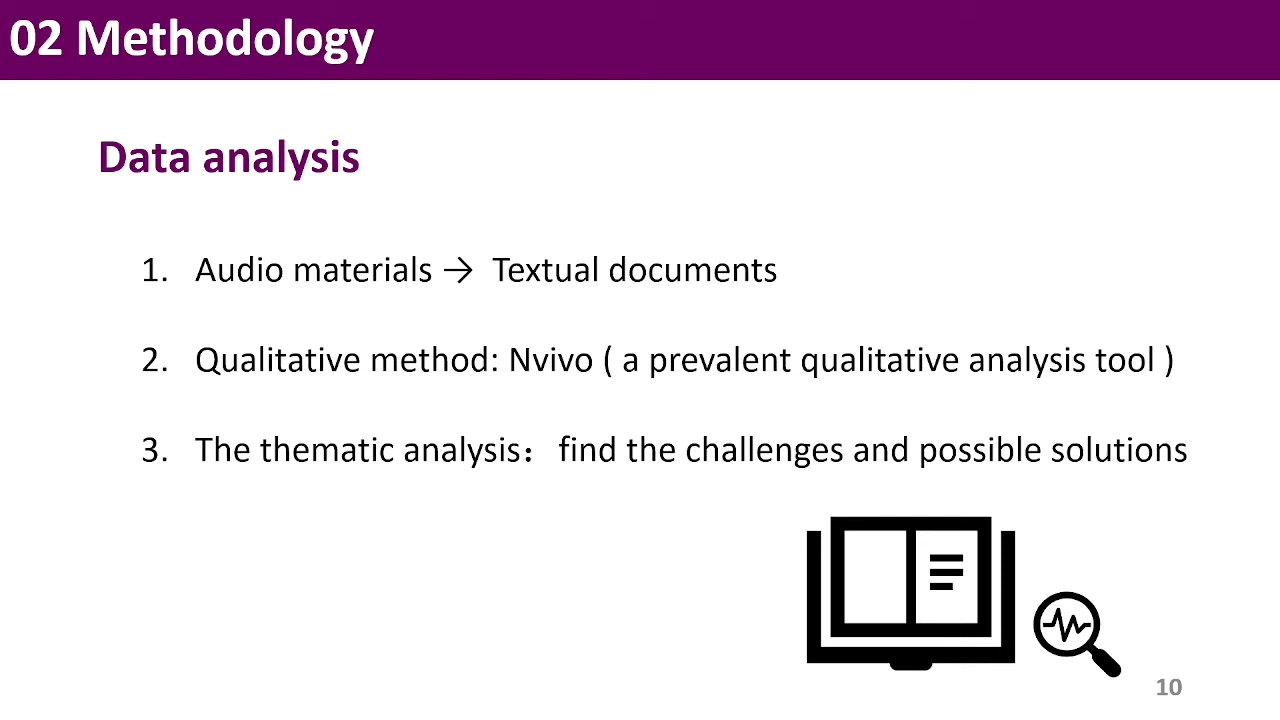 02 Methodology
Data analysis
1. Audio materials → Textual documents
2. Qualitative method: Nvivo ( a prevalent qualitative analysis tool )
3. The thematic analysis： find the challenges and possible solutions
10